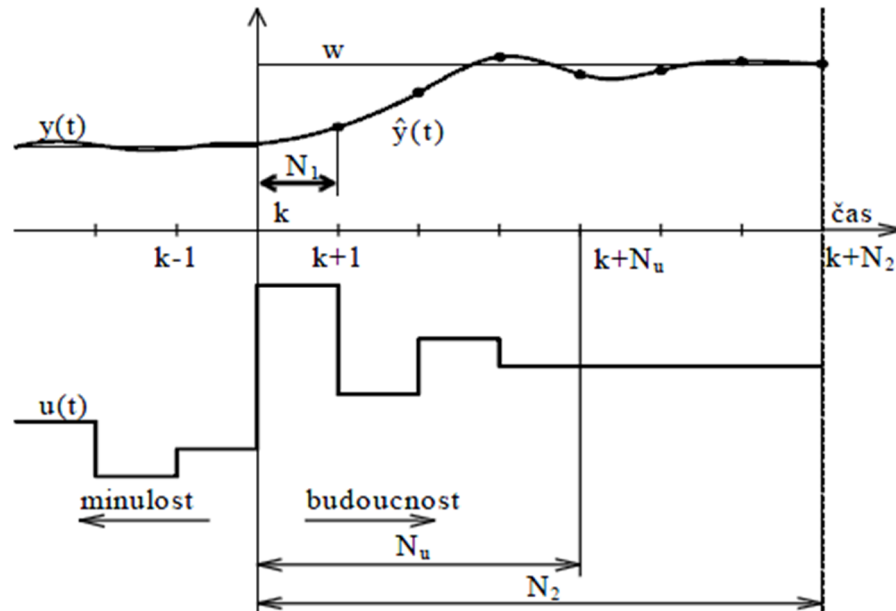 w
y(t)
ŷ(t)
N₁
k
čas
k-1
k+1
k+Nᵤ
k+N₂
u(t)
minulost
budoucnost
Nᵤ
N₂